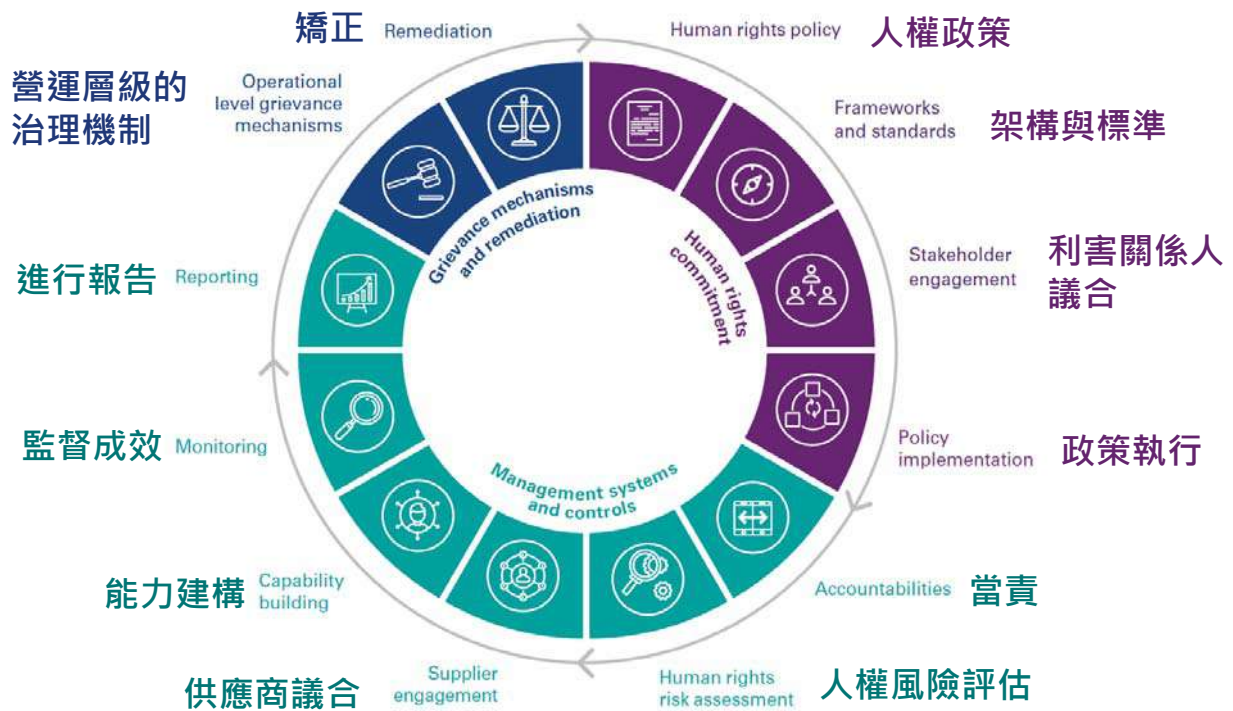 矯正
Remediation
Human rights policy
人權政策
Frameworks
and standards
架構與標準
Stakeholder
engagement
利害關係人
議合
Policy
implementation
政策執行
Accountabilities
當責
Human rights
risk assessment
人權風險評估
Supplier
engagement
供應商議合
Capability
building
能力建構
Monitoring
監督成效
Reporting
進行報告
Operational
level grievance
mechanisms
營運層級的
治理機制
Grievance mechanisms
and remediation
Human rights
commitment
Management systems
and controls